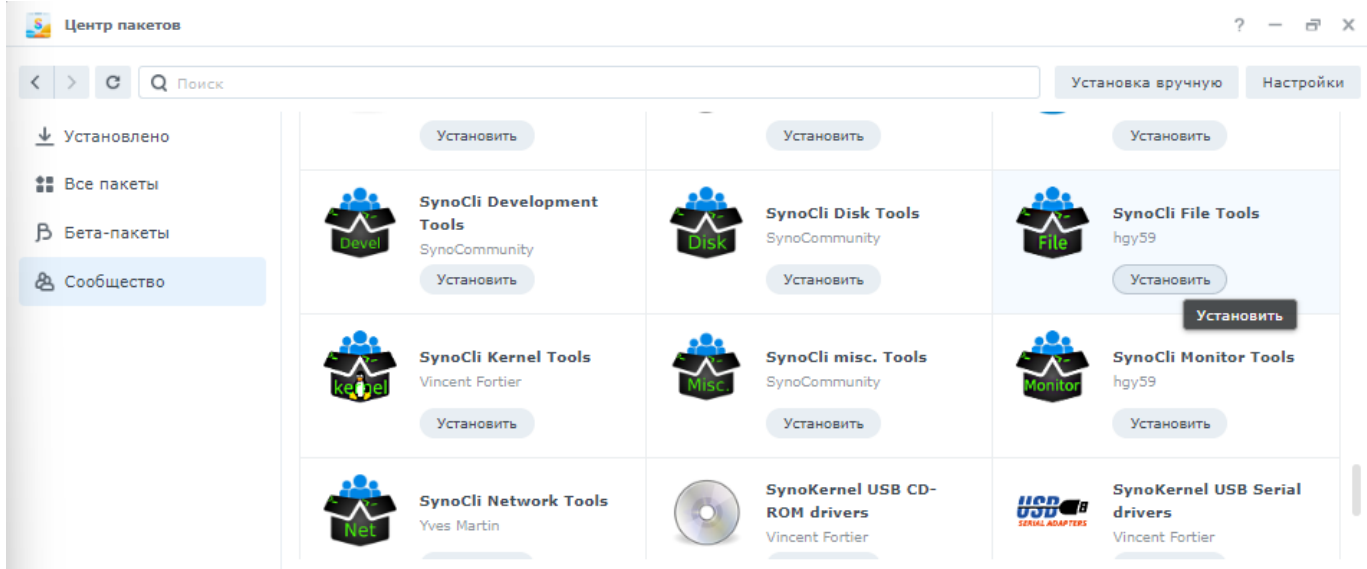 Центр пакетов
?
Поиск
Установка вручную
Настройки
Установлено
Все пакеты
Бета-пакеты
Сообщество
Установить
Установить
Установить
Devel
SynoCli Development
Tools
SynoCommunity
Установить
Disk
SynoCli Disk Tools
SynoCommunity
Установить
File
SynoCli File Tools
hgy59
Установить
Установить
kernel
SynoCli Kernel Tools
Vincent Fortier
Установить
Misc.
SynoCli misc. Tools
SynoCommunity
Установить
Monitor
SynoCli Monitor Tools
hgy59
Установить
Net
SynoCli Network Tools
Yves Martin
SynoKernel USB CD-
ROM drivers
Vincent Fortier
USB
SERIAL ADAPTERS
SynoKernel USB Serial
drivers
Vincent Fortier